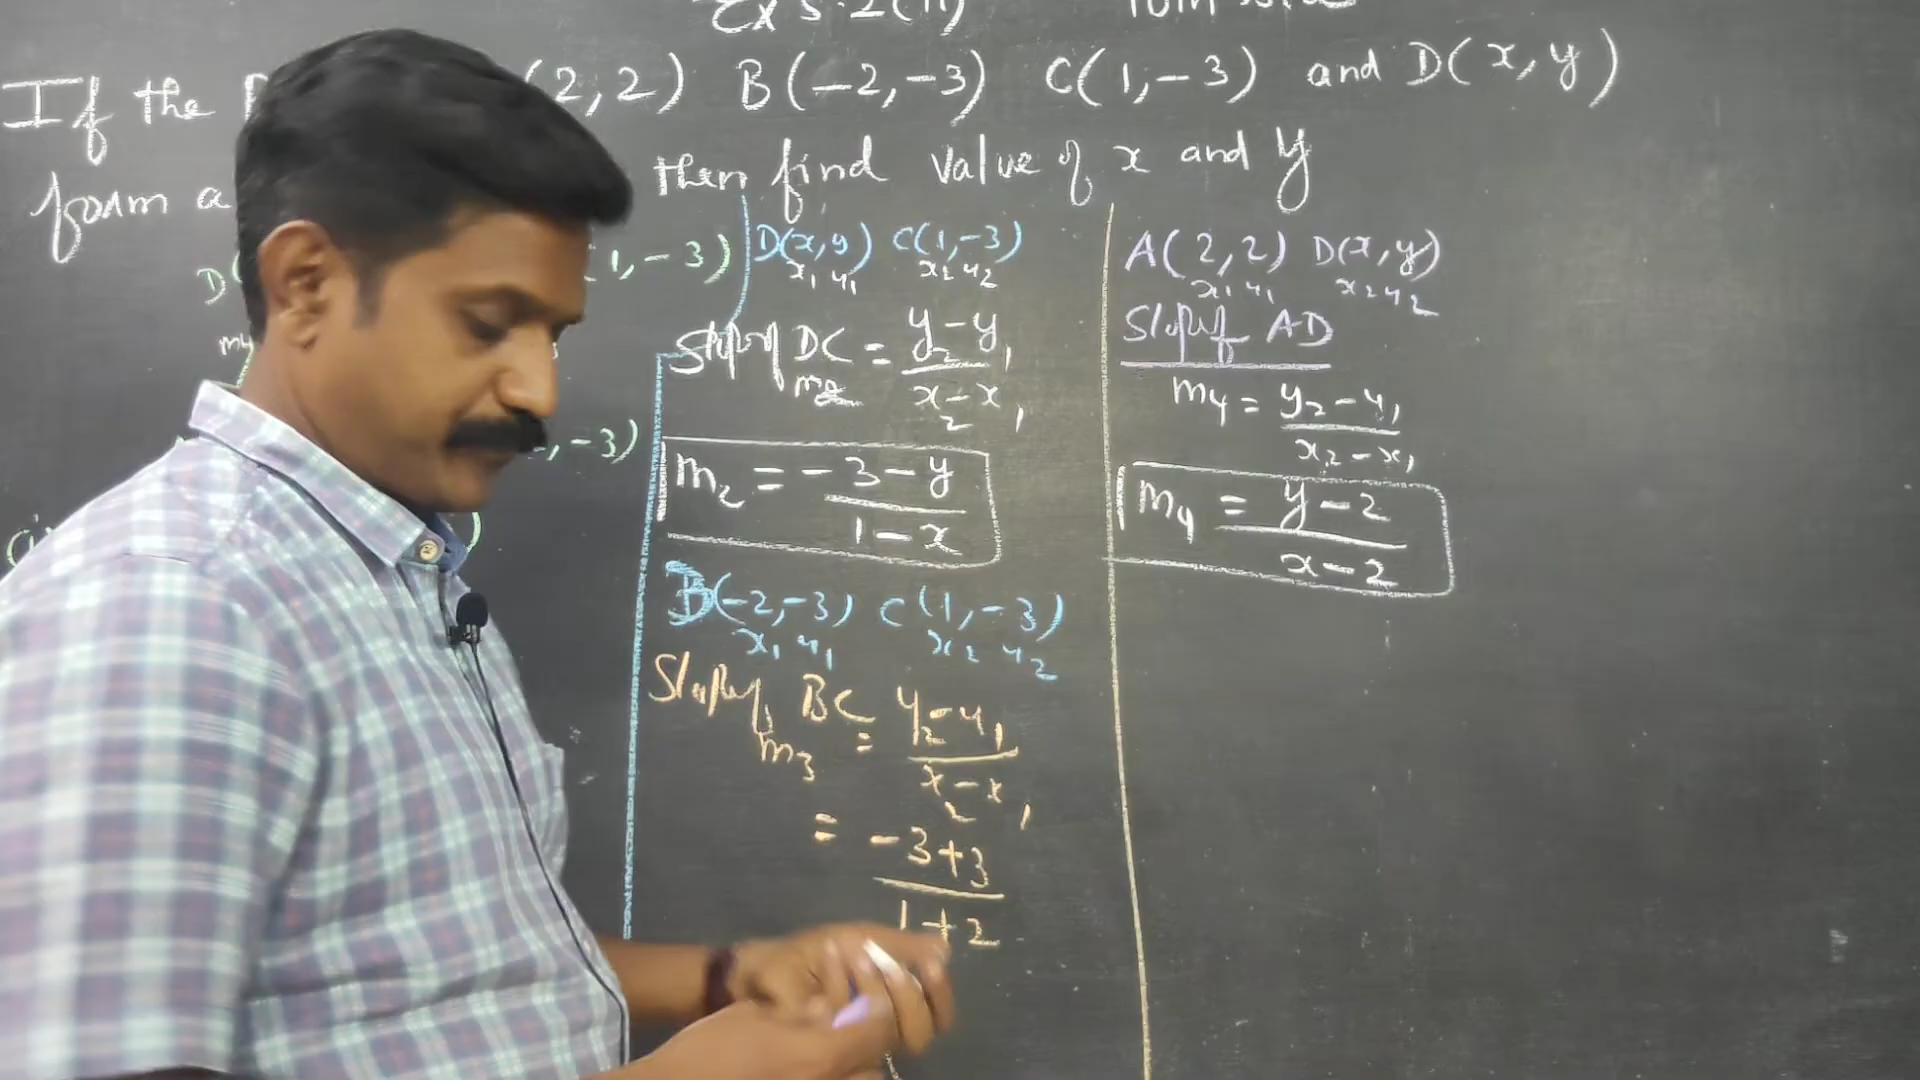 Ex 5.2(11)
If the (2,2) B(-2,-3) C(1,-3) and D(x,y)
form a then find value of x and y
D 1,-3)
,-3)
D(x,y) C(1,-3)
x₁ y₁ x₂ y₂
Slope of DC = y₂-y₁
m₂ x₂-x₁
m₂ = -3-y
1-x
B(-2,-3) C(1,-3)
x₁ y₁ x₂ y₂
Slope of BC = y₂-y₁
m₃ x₂-x₁
= -3+3
1+2
A(2,2) D(x,y)
x₁ y₁ x₂ y₂
Slope of AD
m₄ = y₂-y₁
x₂-x₁
m₄ = y-2
x-2